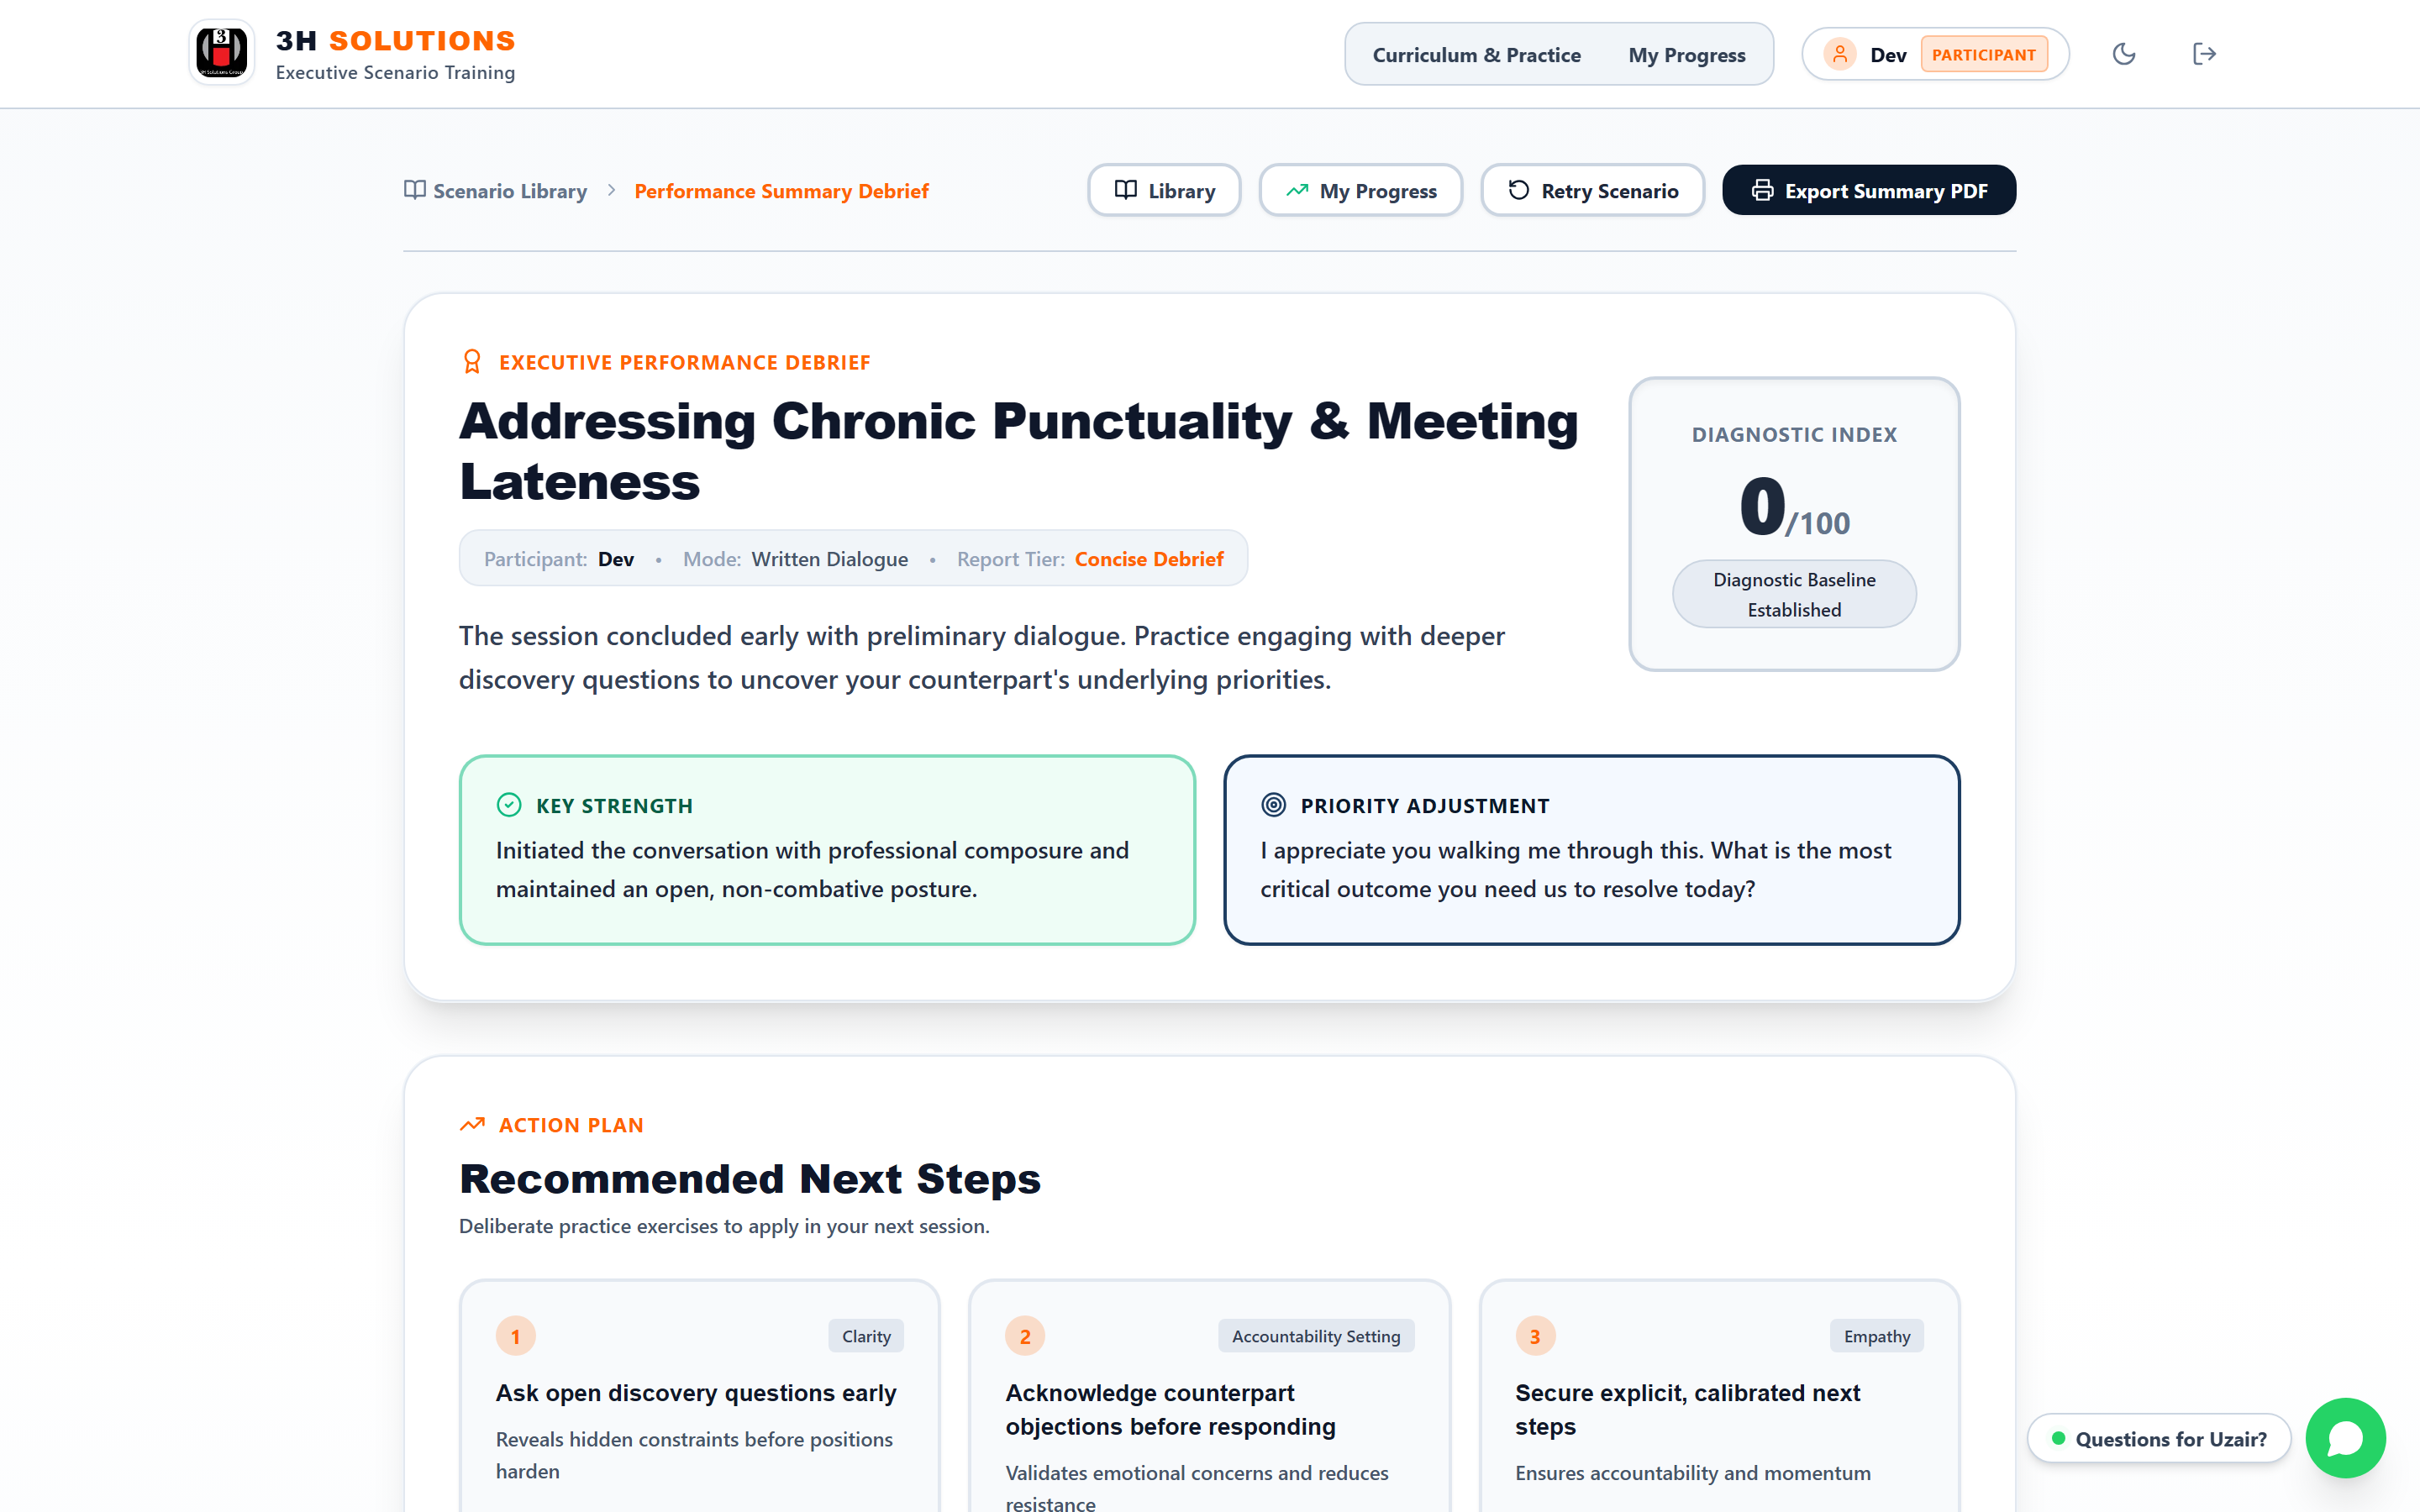 3H SOLUTIONS
Executive Scenario Training
Curriculum & Practice
My Progress
Dev
PARTICIPANT
Scenario Library
Performance Summary Debrief
Library
My Progress
Retry Scenario
Export Summary PDF
EXECUTIVE PERFORMANCE DEBRIEF
Addressing Chronic Punctuality & Meeting
Lateness
Participant: Dev • Mode: Written Dialogue • Report Tier: Concise Debrief
The session concluded early with preliminary dialogue. Practice engaging with deeper
discovery questions to uncover your counterpart's underlying priorities.
DIAGNOSTIC INDEX
0/100
Diagnostic Baseline
Established
KEY STRENGTH
Initiated the conversation with professional composure and
maintained an open, non-combative posture.
PRIORITY ADJUSTMENT
I appreciate you walking me through this. What is the most
critical outcome you need us to resolve today?
ACTION PLAN
Recommended Next Steps
Deliberate practice exercises to apply in your next session.
1
Clarity
Ask open discovery questions early
Reveals hidden constraints before positions
harden
2
Accountability Setting
Acknowledge counterpart
objections before responding
Validates emotional concerns and reduces
resistance
3
Empathy
Secure explicit, calibrated next
steps
Ensures accountability and momentum
Questions for Uzair?